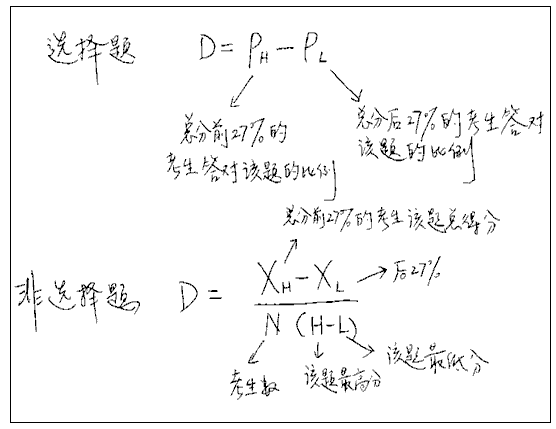 选择题 D=P_H-P_L
总分前27%的
考生答对该题的比例
总分后27%的考生答对
该题的比例
总分前27%的考生该题总得分
非选择题 D= X_H-X_L / N(H-L)
后27%
考生数
该题最高分
该题最低分